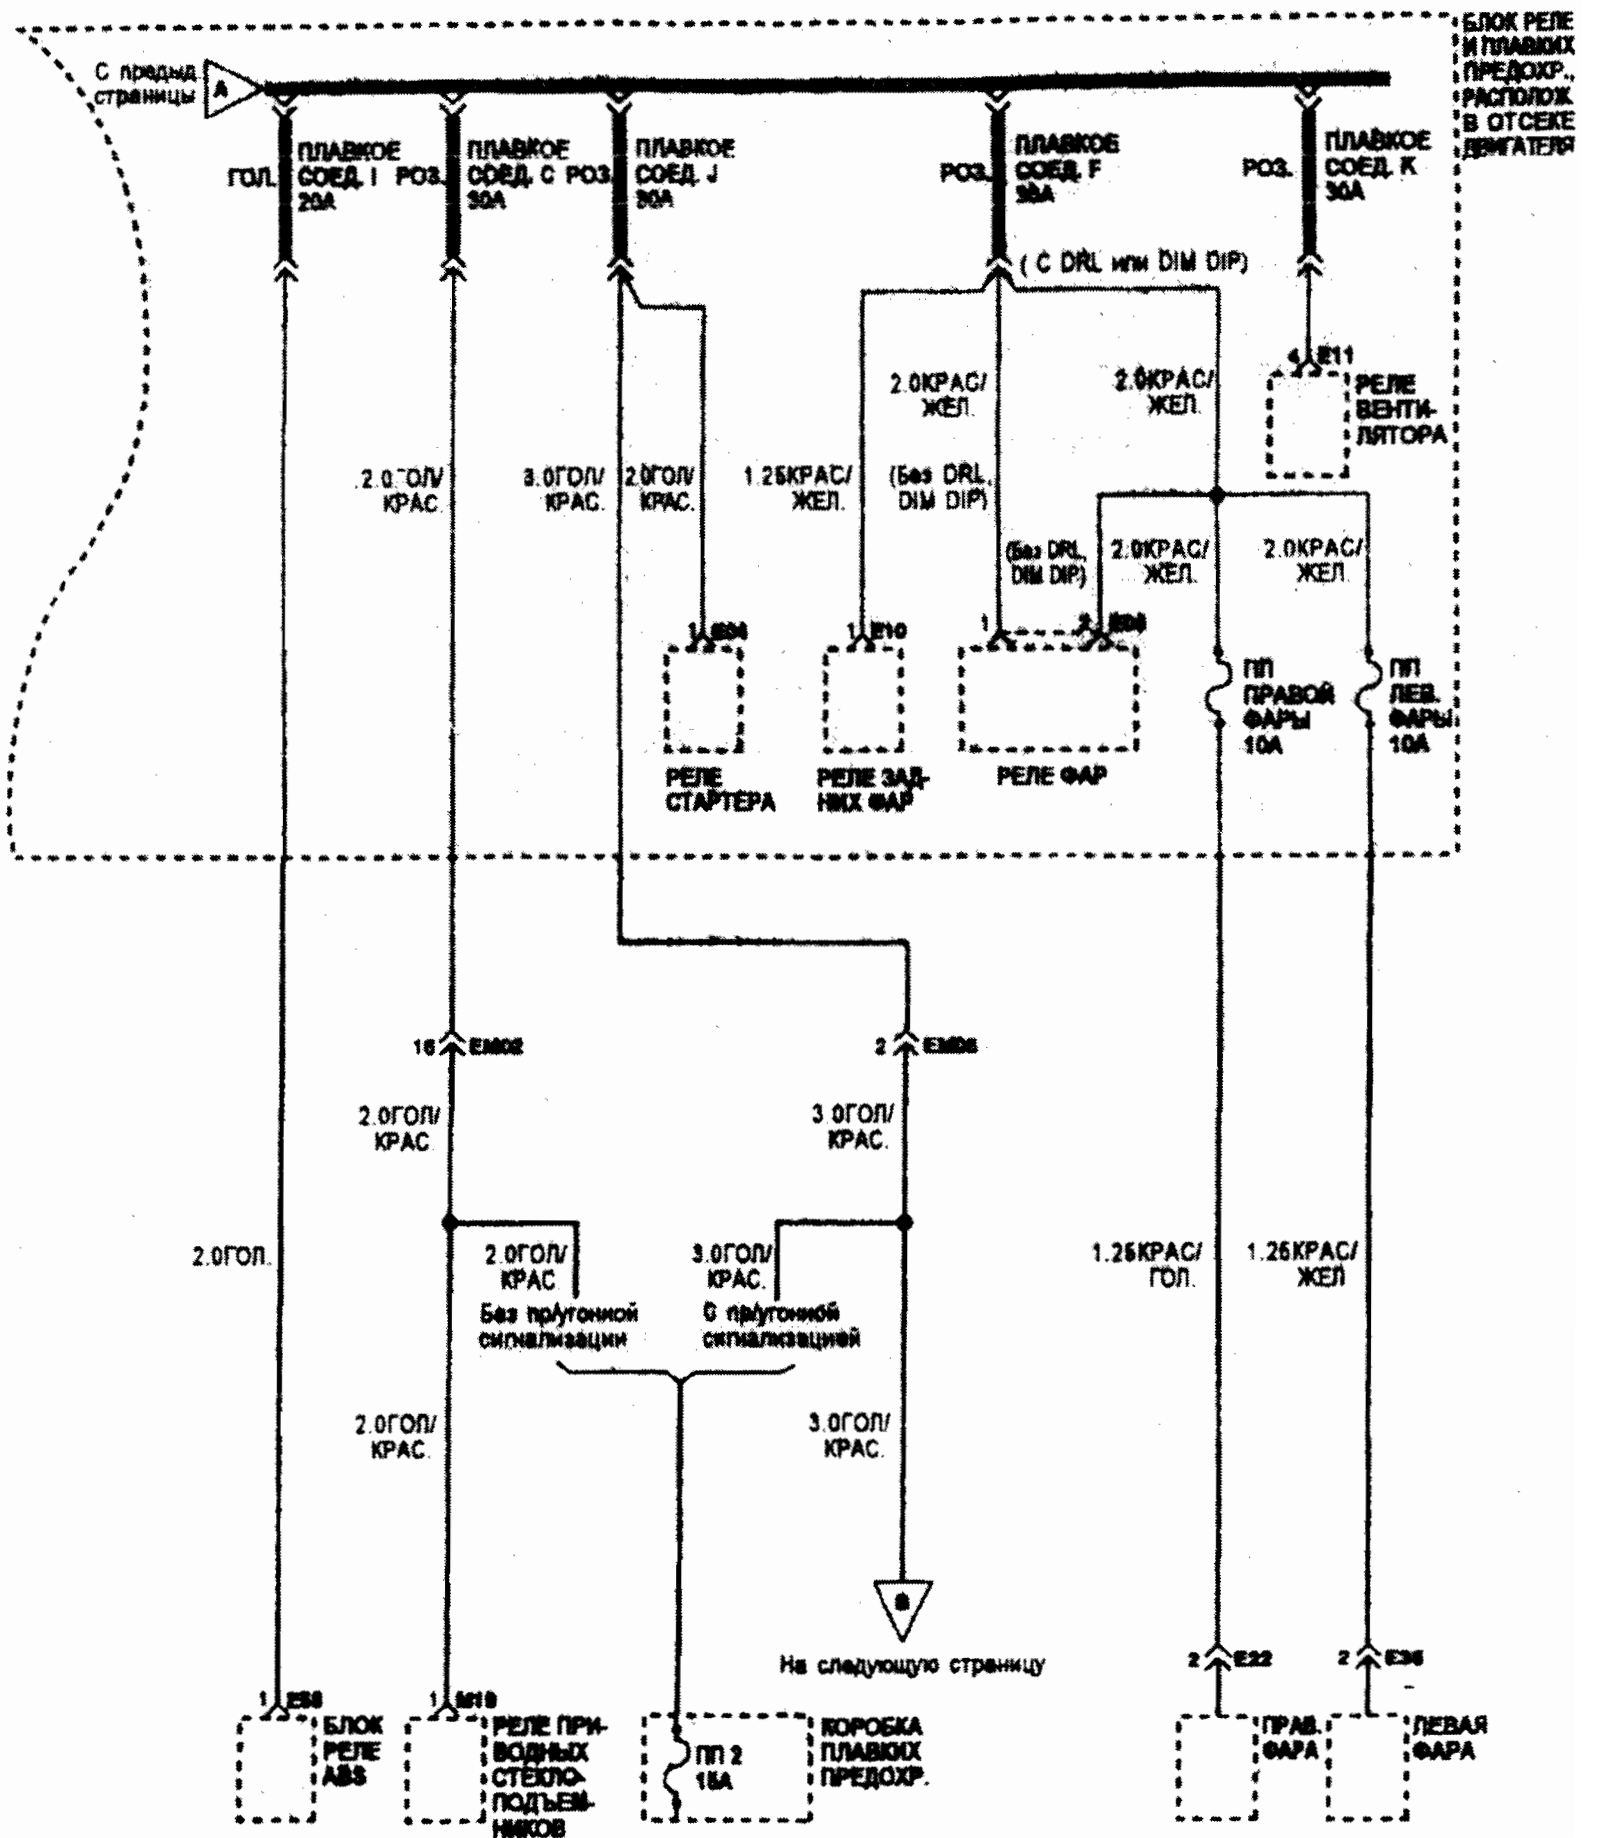 БЛОК РЕЛЕ
И ПЛАВКИХ
ПРЕДОХР.,
РАСПОЛОЖ.
В ОТСЕКЕ
ДВИГАТЕЛЯ
С предыд
страницы
A
ГОЛ.
ПЛАВКОЕ
СОЕД. I
20А
РОЗ.
ПЛАВКОЕ
СОЕД. С
30А
РОЗ.
ПЛАВКОЕ
СОЕД. J
30А
РОЗ.
ПЛАВКОЕ
СОЕД. F
30А
РОЗ.
ПЛАВКОЕ
СОЕД. К
30А
( С DRL или DIM DIP)
4 E11
РЕЛЕ
ВЕНТИ-
ЛЯТОРА
2.0КРАС/
ЖЕЛ.
2.0КРАС/
ЖЕЛ.
2.0ГОЛ/
КРАС.
3.0ГОЛ/
КРАС.
2.0ГОЛ/
КРАС.
1.25КРАС/
ЖЕЛ.
(Без DRL,
DIM DIP)
(Без DRL,
DIM DIP)
2.0КРАС/
ЖЕЛ.
2.0КРАС/
ЖЕЛ.
1
1 E10
1
2
РЕЛЕ
СТАРТЕРА
РЕЛЕ ЗАД-
НИХ ФАР
РЕЛЕ ФАР
ПП
ПРАВОЙ
ФАРЫ
10А
ПП
ЛЕВ.
ФАРЫ
10А
16 EM02
2
2.0ГОЛ/
КРАС
3.0ГОЛ/
КРАС.
2.0ГОЛ.
2.0ГОЛ/
КРАС
3.0ГОЛ/
КРАС.
1.25КРАС/
ГОЛ.
1.25КРАС/
ЖЕЛ
Без пр/угонной
сигнализации
С пр/угонной
сигнализацией
2.0ГОЛ/
КРАС.
3.0ГОЛ/
КРАС.
B
На следующую страницу
2 E22
2
1
1 M19
БЛОК
РЕЛЕ
ABS
РЕЛЕ ПРИ-
ВОДНЫХ
СТЕКЛО-
ПОДЪЕМ-
НИКОВ
ПП 2
15А
КОРОБКА
ПЛАВКИХ
ПРЕДОХР.
ПРАВ.
ФАРА
ЛЕВАЯ
ФАРА